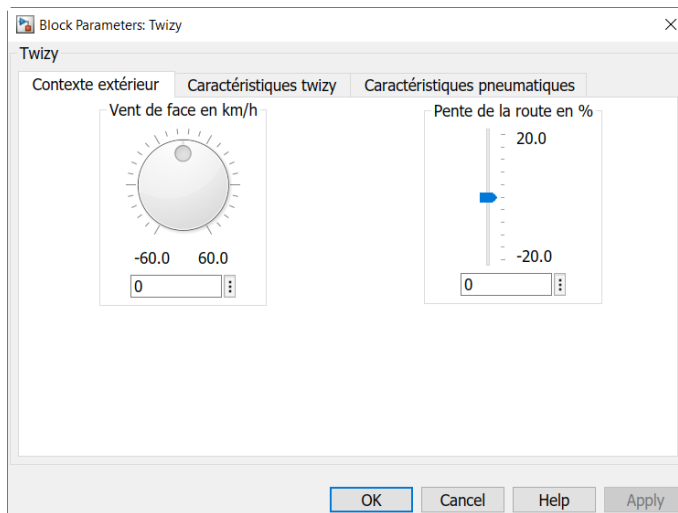 Block Parameters: Twizy
Twizy
Contexte extérieur Caractéristiques twizy Caractéristiques pneumatiques
Vent de face en km/h
-60.0 60.0
0
Pente de la route en %
20.0
-20.0
0
OK Cancel Help Apply